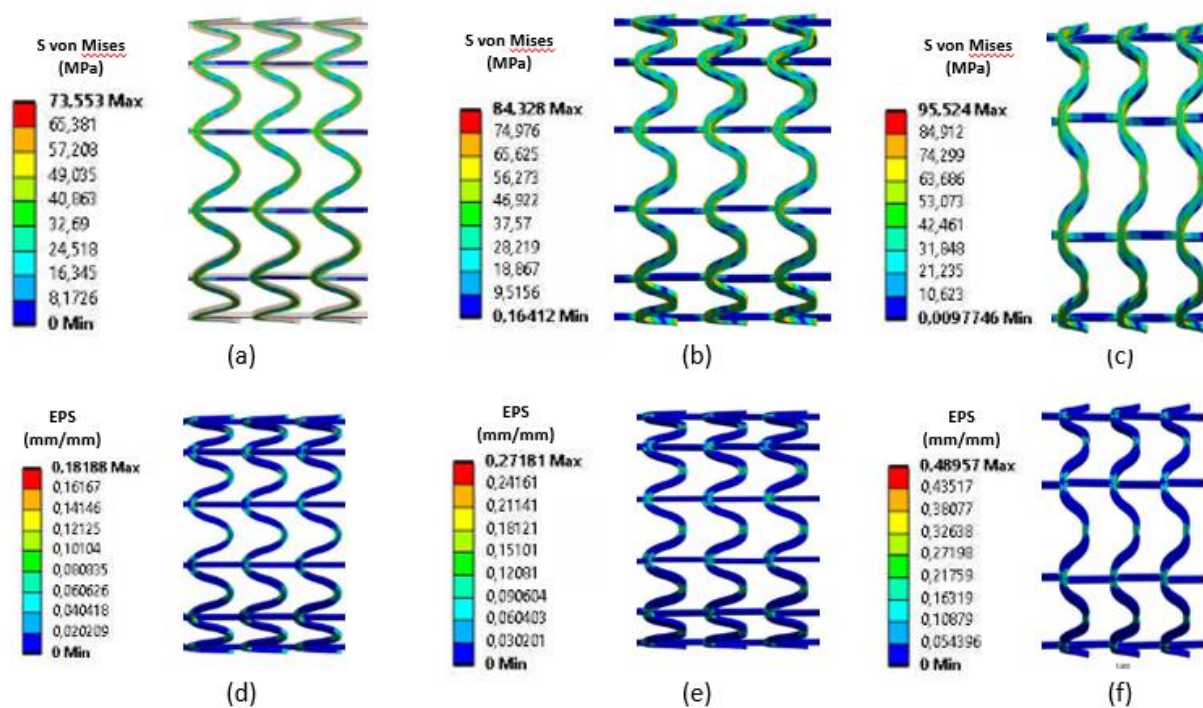 S von Mises
(MPa)
73,553 Max
65,381
57,208
49,035
40,863
32,69
24,518
16,345
8,1726
0 Min
(a)
S von Mises
(MPa)
84,328 Max
74,976
65,625
56,273
46,922
37,57
28,219
18,867
9,5156
0,16412 Min
(b)
S von Mises
(MPa)
95,524 Max
84,912
74,299
63,686
53,073
42,461
31,848
21,235
10,623
0,0097746 Min
(c)
EPS
(mm/mm)
0,18188 Max
0,16167
0,14146
0,12125
0,10104
0,080835
0,060626
0,040418
0,020209
0 Min
(d)
EPS
(mm/mm)
0,27181 Max
0,24161
0,21141
0,18121
0,15101
0,12081
0,090604
0,060403
0,030201
0 Min
(e)
EPS
(mm/mm)
0,48957 Max
0,43517
0,38077
0,32638
0,27198
0,21759
0,16319
0,10879
0,054396
0 Min
(f)